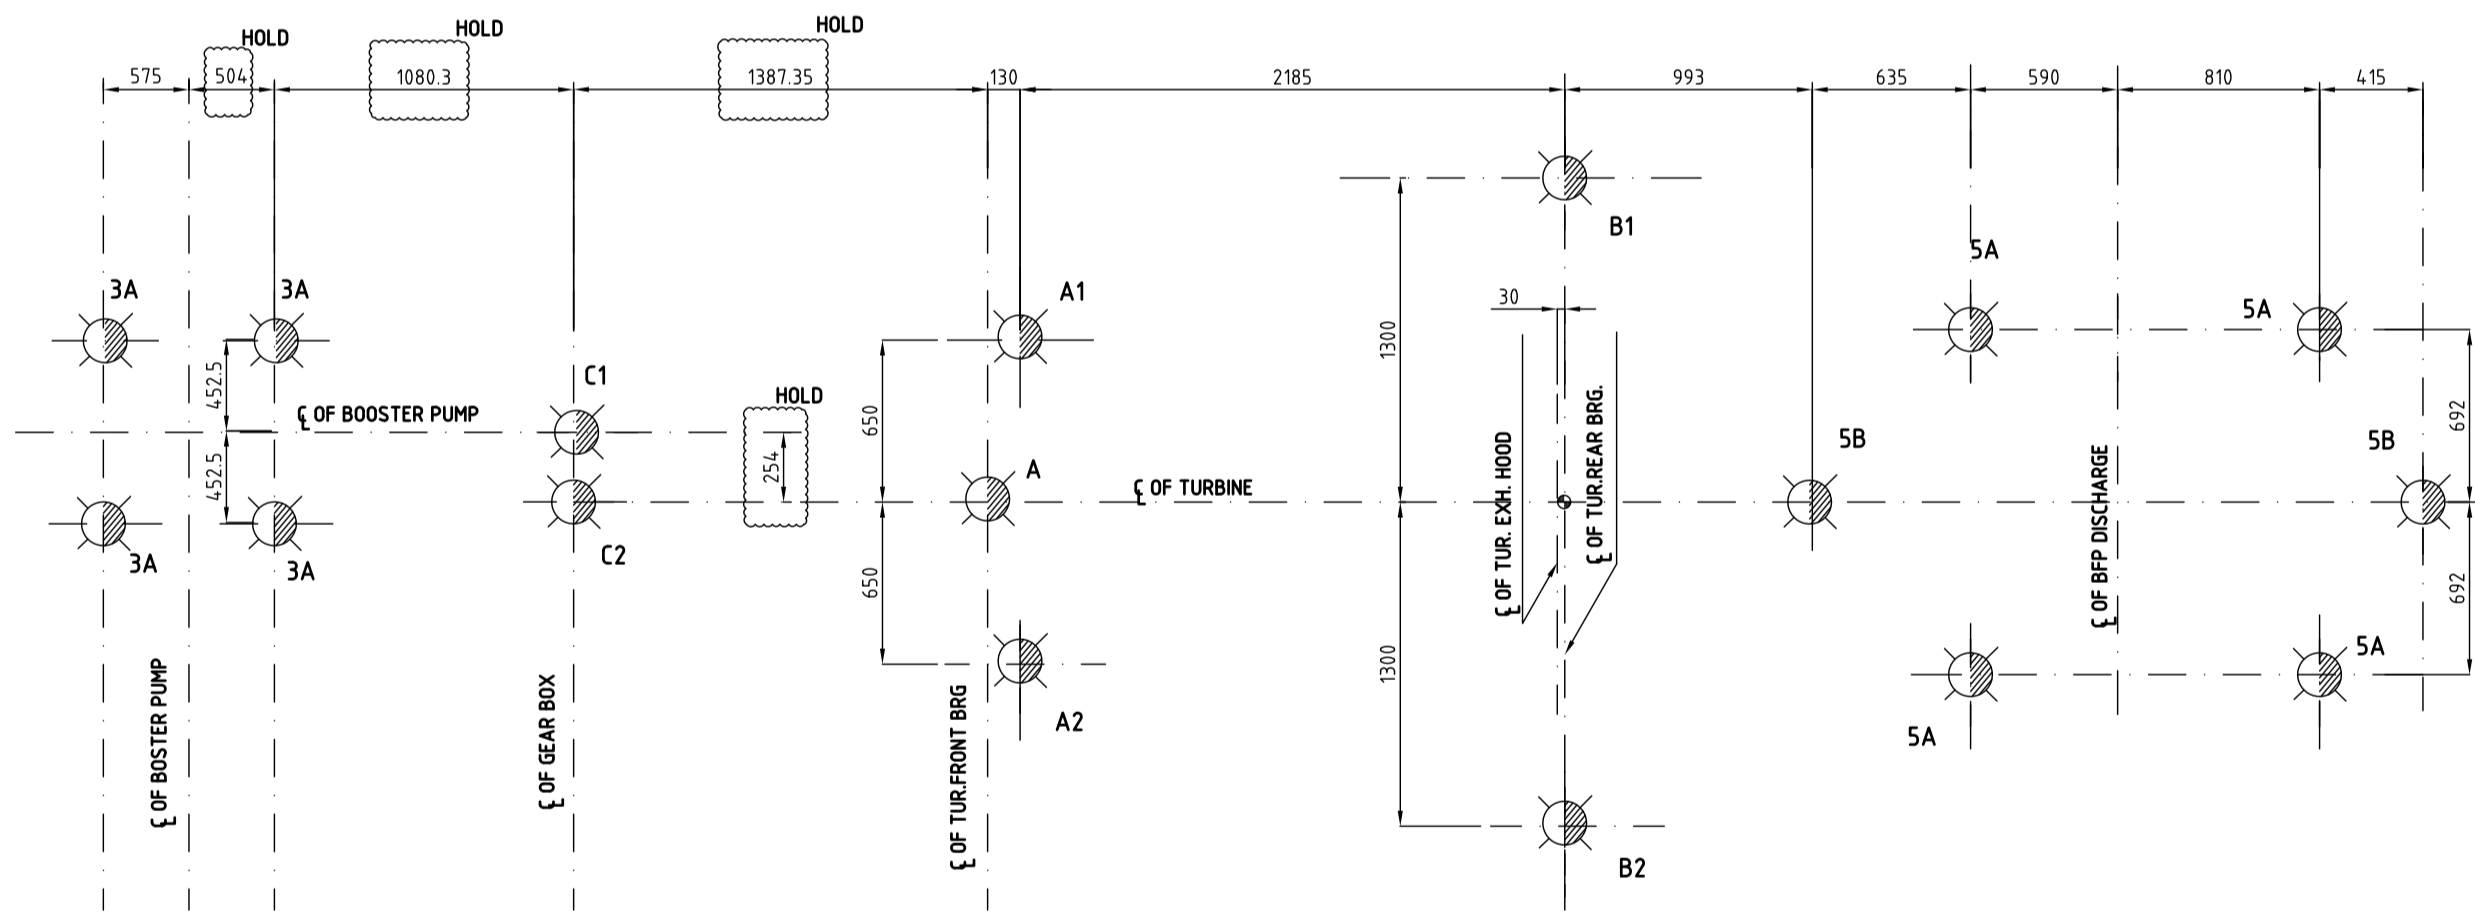 HOLD
HOLD
HOLD
575
504
1080.3
1387.35
130
2185
993
635
590
810
415
B1
5A
3A
3A
A1
30
5A
1300
C1
HOLD
452.5
℄ OF BOOSTER PUMP
650
692
5B
5B
452.5
254
A
℄ OF TURBINE
℄ OF TUR. EXH. HOOD
℄ OF TUR.REAR BRG.
℄ OF BFP DISCHARGE
3A
3A
C2
650
692
1300
5A
A2
5A
℄ OF BOSTER PUMP
℄ OF GEAR BOX
℄ OF TUR.FRONT BRG
B2